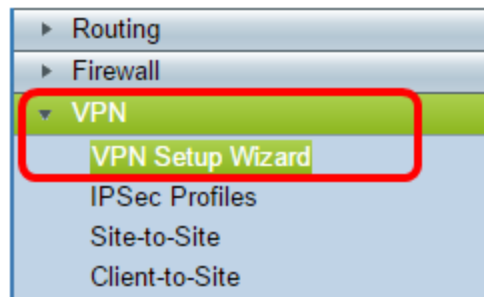 Routing
Firewall
VPN
VPN Setup Wizard
IPSec Profiles
Site-to-Site
Client-to-Site